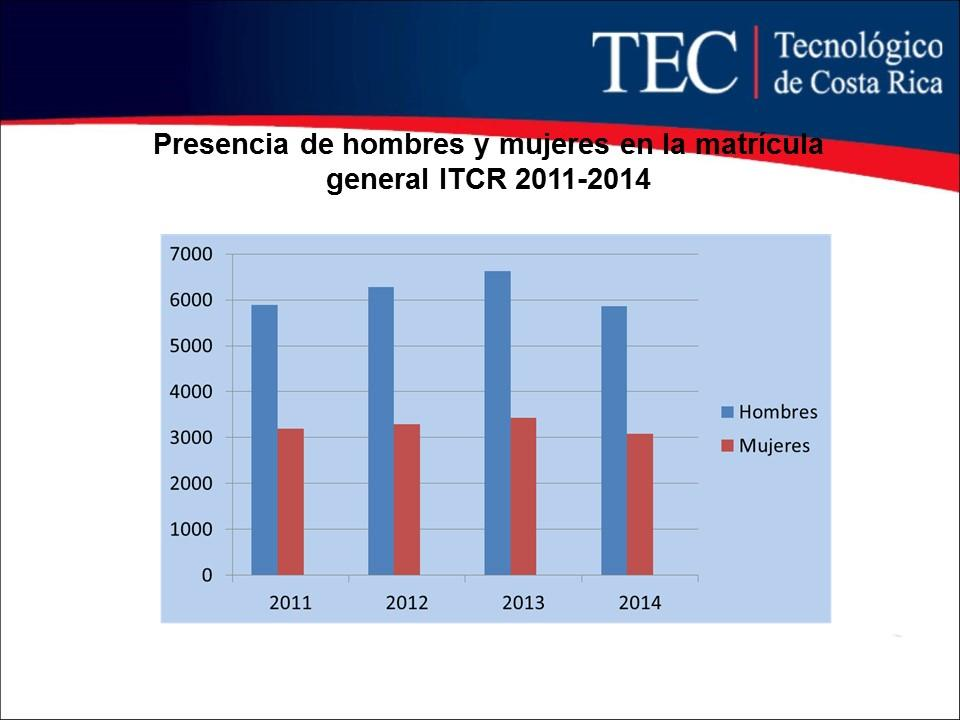 TEC
Tecnológico
de Costa Rica
Presencia de hombres y mujeres en la matrícula
general ITCR 2011-2014
7000
6000
5000
4000
3000
2000
1000
0
2011 2012 2013 2014
Hombres
Mujeres